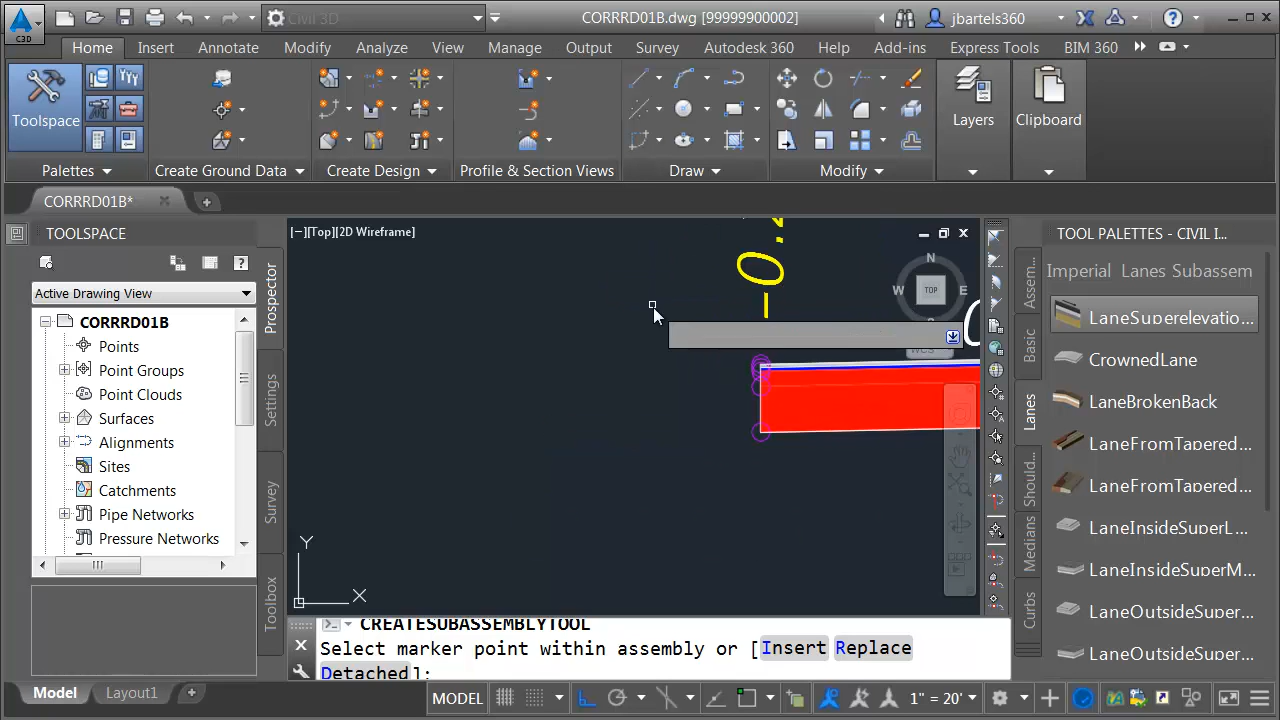 C3D
Civil 3D
CORRRD01B.dwg [99999900002]
jbartels360
Home Insert Annotate Modify Analyze View Manage Output Survey Autodesk 360 Help Add-ins Express Tools BIM 360
Toolspace
Layers
Clipboard
Palettes
Create Ground Data
Create Design
Profile & Section Views
Draw
Modify
CORRRD01B*
TOOLSPACE
Active Drawing View
CORRRD01B
Points
Point Groups
Point Clouds
Surfaces
Alignments
Sites
Catchments
Pipe Networks
Pressure Networks
Prospector
Settings
Survey
Toolbox
[−][Top][2D Wireframe]
N
W TOP E
WCS
Y
X
CREATESUBASSEMBLYTOOL
Select marker point within assembly or [Insert Replace
Detached]:
TOOL PALETTES - CIVIL I...
Imperial Lanes Subassem
LaneSuperelevatio...
CrownedLane
LaneBrokenBack
LaneFromTapered...
LaneFromTapered...
LaneInsideSuperL...
LaneInsideSuperM...
LaneOutsideSuper...
LaneOutsideSuper...
Assem...
Basic
Lanes
Should...
Medians
Curbs
Model Layout1
MODEL
1" = 20'